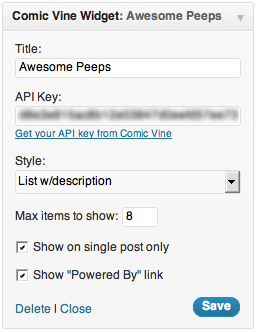 Comic Vine Widget: Awesome Peeps
Title:
Awesome Peeps
API Key:
Get your API key from Comic Vine
Style:
List w/description
Max items to show: 8
Show on single post only
Show "Powered By" link
Delete | Close
Save